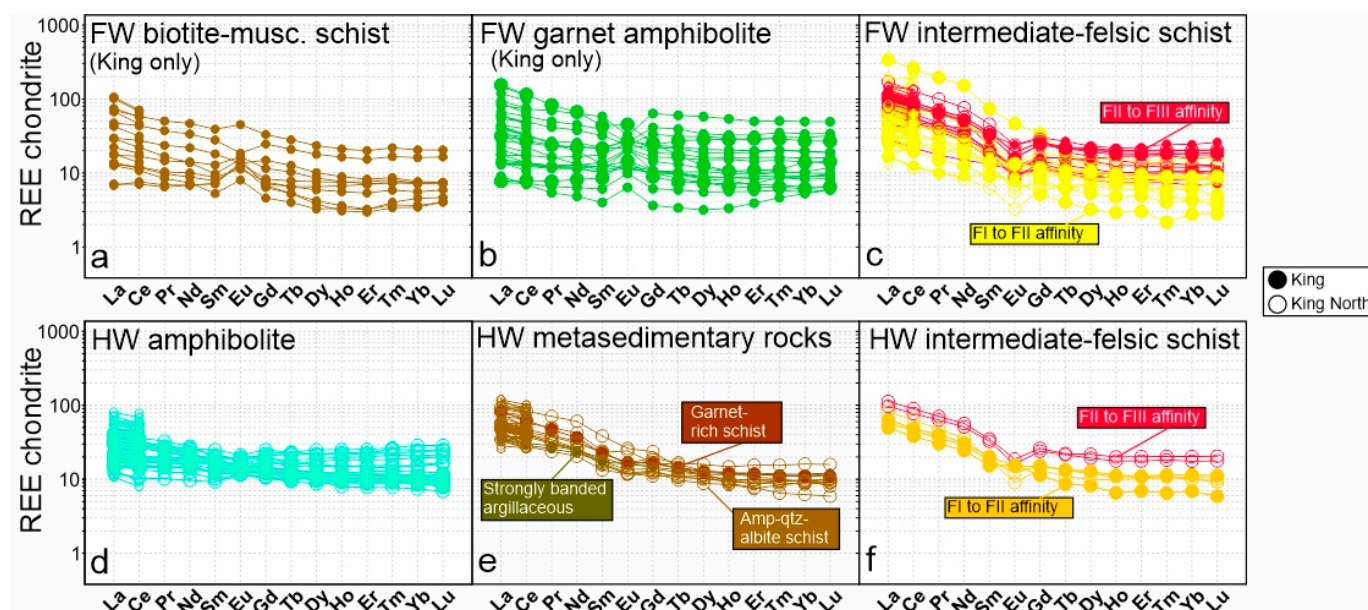 FW biotite-musc. schist
(King only)
REE chondrite
1000
100
10
1
a
La Ce Pr Nd Sm Eu Gd Tb Dy Ho Er Tm Yb Lu
FW garnet amphibolite
(King only)
b
La Ce Pr Nd Sm Eu Gd Tb Dy Ho Er Tm Yb Lu
FW intermediate-felsic schist
FII to FIII affinity
FI to FII affinity
c
La Ce Pr Nd Sm Eu Gd Tb Dy Ho Er Tm Yb Lu
King
King North
HW amphibolite
REE chondrite
1000
100
10
1
d
La Ce Pr Nd Sm Eu Gd Tb Dy Ho Er Tm Yb Lu
HW metasedimentary rocks
Garnet-
rich schist
Strongly banded
argillaceous
Amp-qtz-
albite schist
e
La Ce Pr Nd Sm Eu Gd Tb Dy Ho Er Tm Yb Lu
HW intermediate-felsic schist
FII to FIII affinity
FI to FII affinity
f
La Ce Pr Nd Sm Eu Gd Tb Dy Ho Er Tm Yb Lu